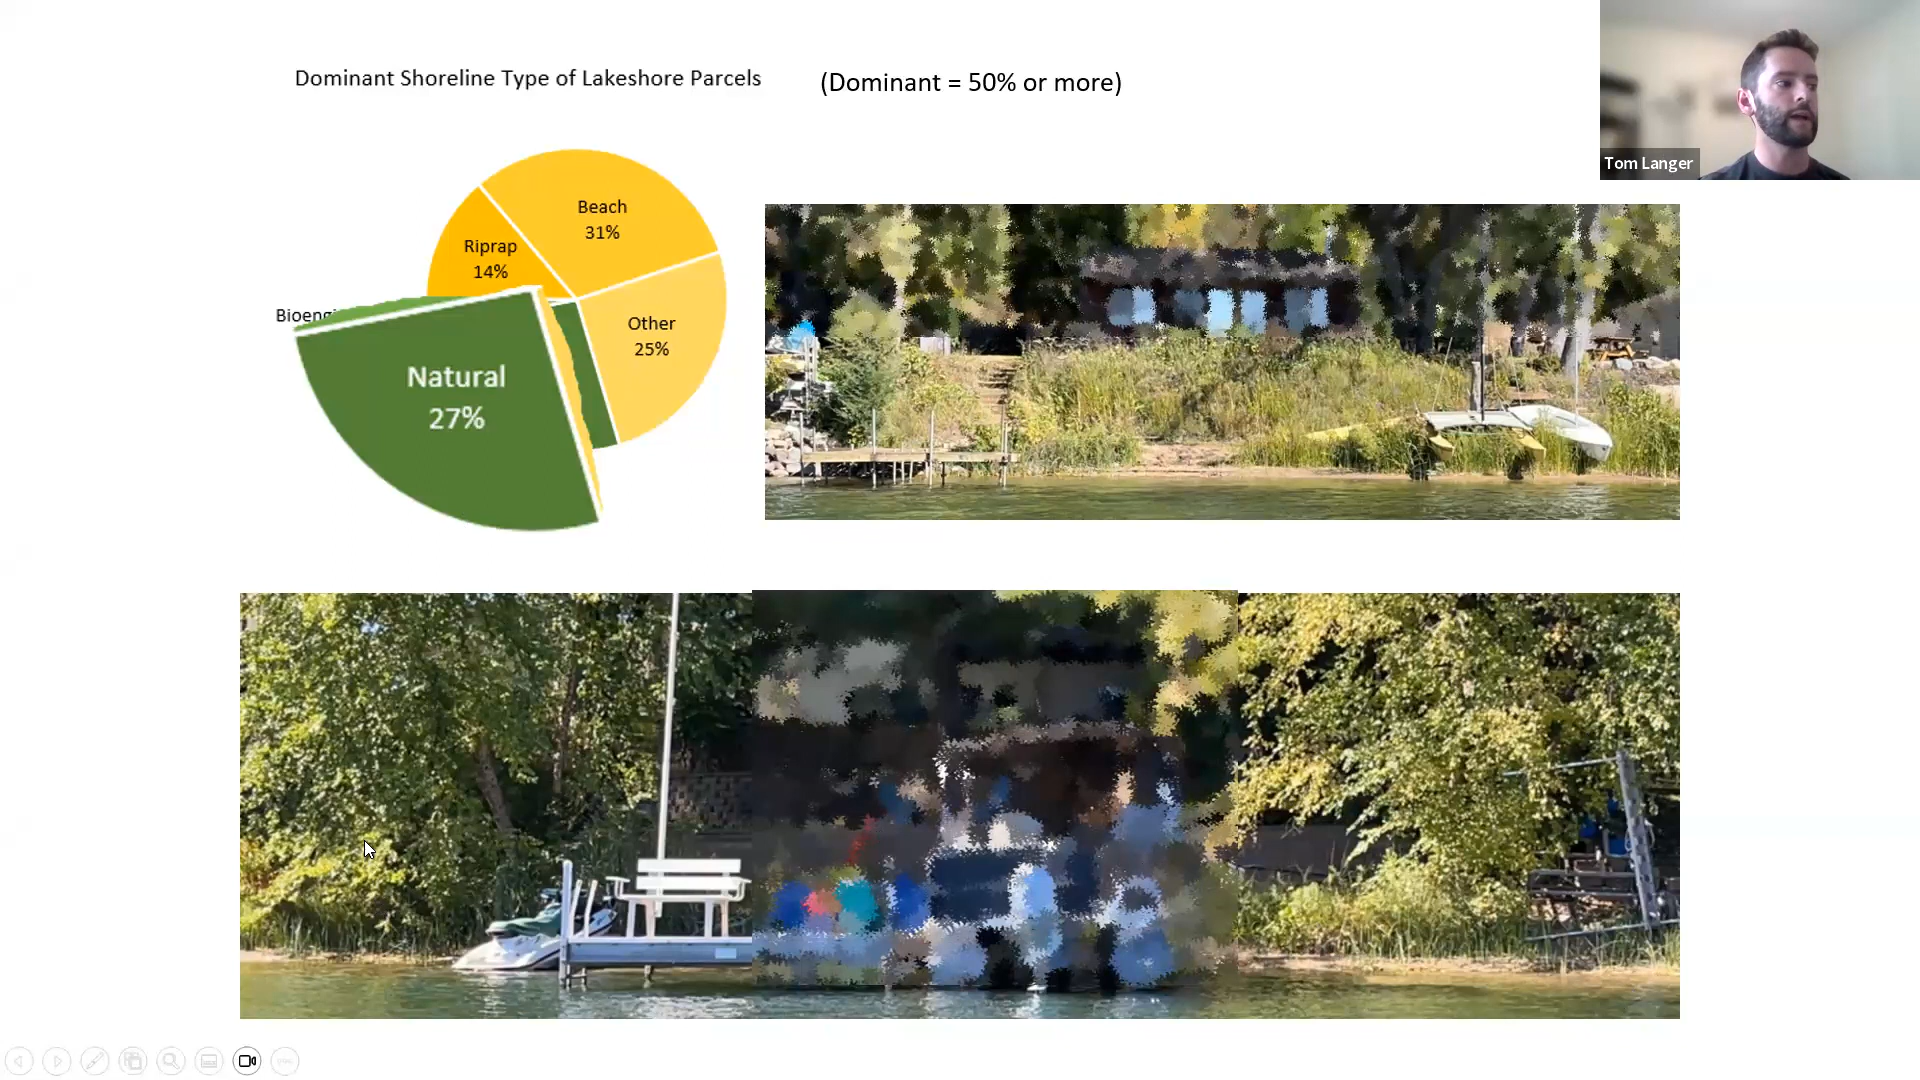 Dominant Shoreline Type of Lakeshore Parcels
(Dominant = 50% or more)
Tom Langer
Beach
31%
Riprap
14%
Other
25%
Natural
27%